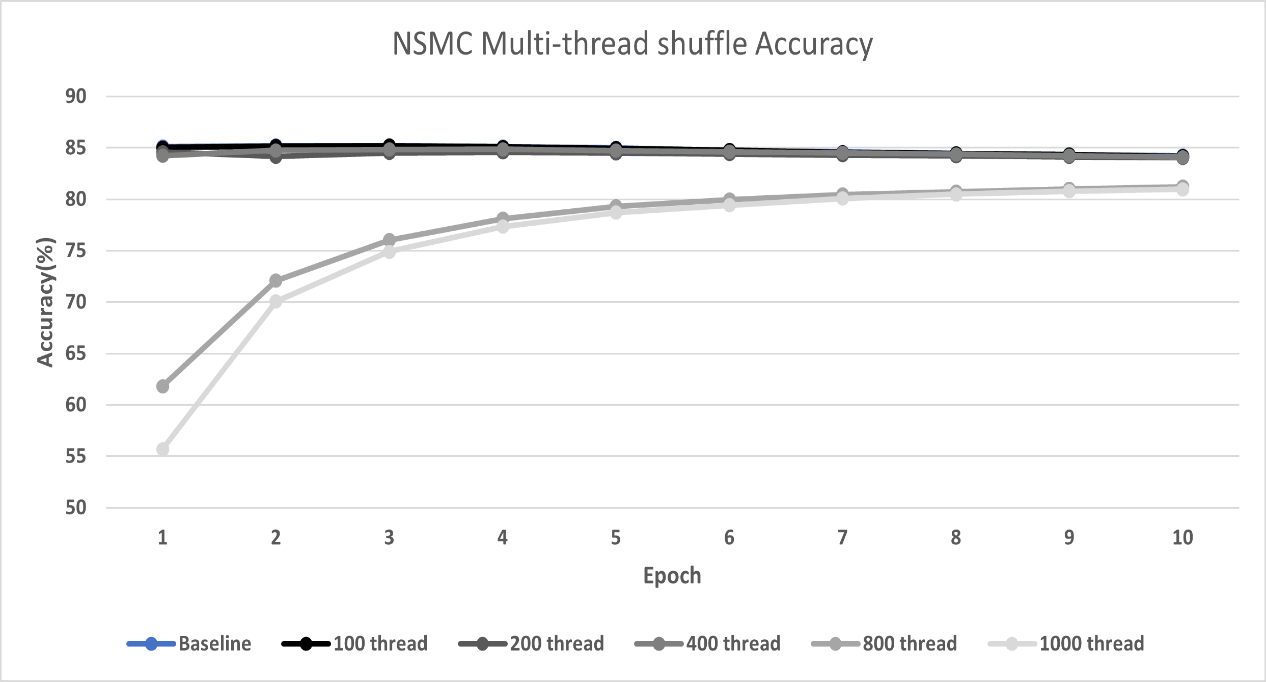 NSMC Multi-thread shuffle Accuracy
90
85
80
75
70
65
60
55
50
Accuracy(%)
1 2 3 4 5 6 7 8 9 10
Epoch
Baseline 100 thread 200 thread 400 thread 800 thread 1000 thread